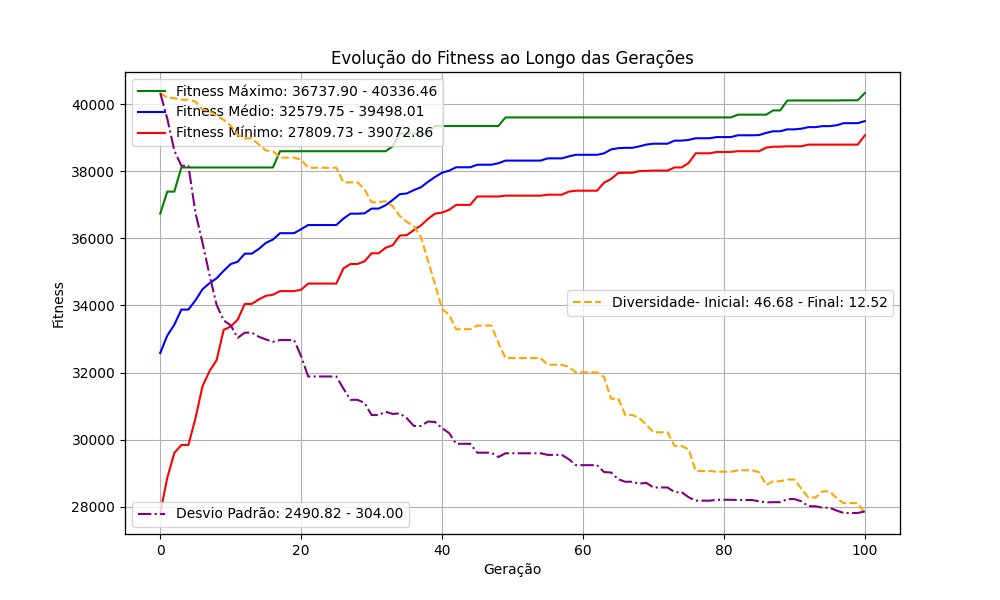 Evolução do Fitness ao Longo das Gerações
Fitness Máximo: 36737.90 - 40336.46
Fitness Médio: 32579.75 - 39498.01
Fitness Mínimo: 27809.73 - 39072.86
Diversidade- Inicial: 46.68 - Final: 12.52
Desvio Padrão: 2490.82 - 304.00
Fitness
40000
38000
36000
34000
32000
30000
28000
0 20 40 60 80 100
Geração